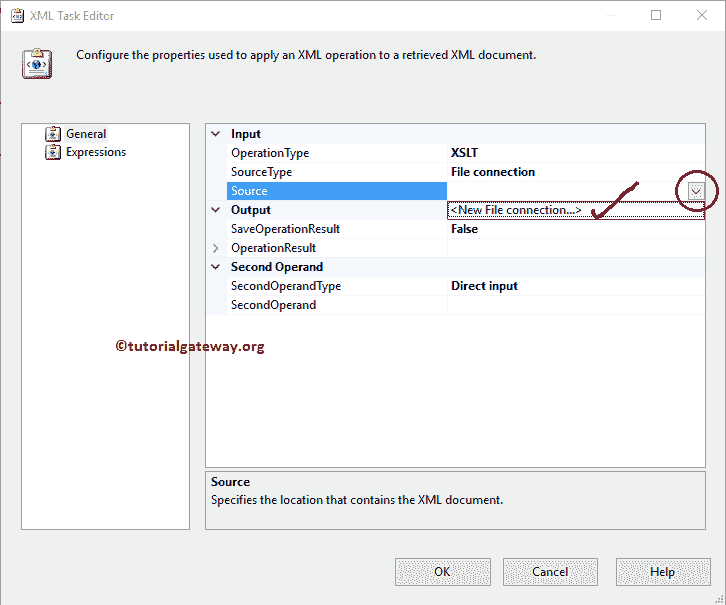 XML Task Editor
Configure the properties used to apply an XML operation to a retrieved XML document.
General
Expressions
Input
OperationType XSLT
SourceType File connection
Source
<New File connection...>
Output
SaveOperationResult False
OperationResult
Second Operand
SecondOperandType Direct input
SecondOperand
©tutorialgateway.org
Source
Specifies the location that contains the XML document.
OK Cancel Help